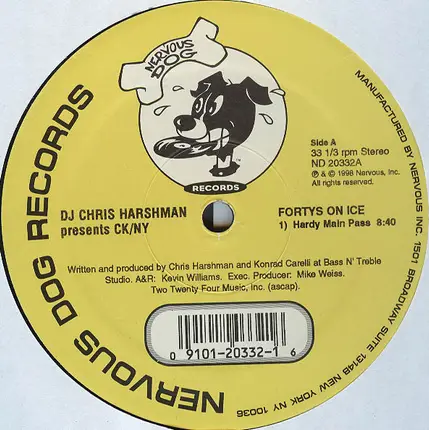 NERVOUS DOG RECORDS
NERVOUS
DOG
RECORDS
Side A
33 1/3 rpm Stereo
ND 20332A
℗ & © 1998 Nervous, Inc.
All rights reserved.
DJ CHRIS HARSHMAN
presents CK/NY
FORTYS ON ICE
1) Hardy Main Pass 8:40
Written and produced by Chris Harshman and Konrad Carelli at Bass N' Treble
Studio. A&R: Kevin Williams. Exec. Producer: Mike Weiss.
Two Twenty Four Music, Inc. (ascap).
0 9101-20332-1 6
MANUFACTURED BY NERVOUS INC. 1501 BROADWAY SUITE 1314B NEW YORK NY 10036